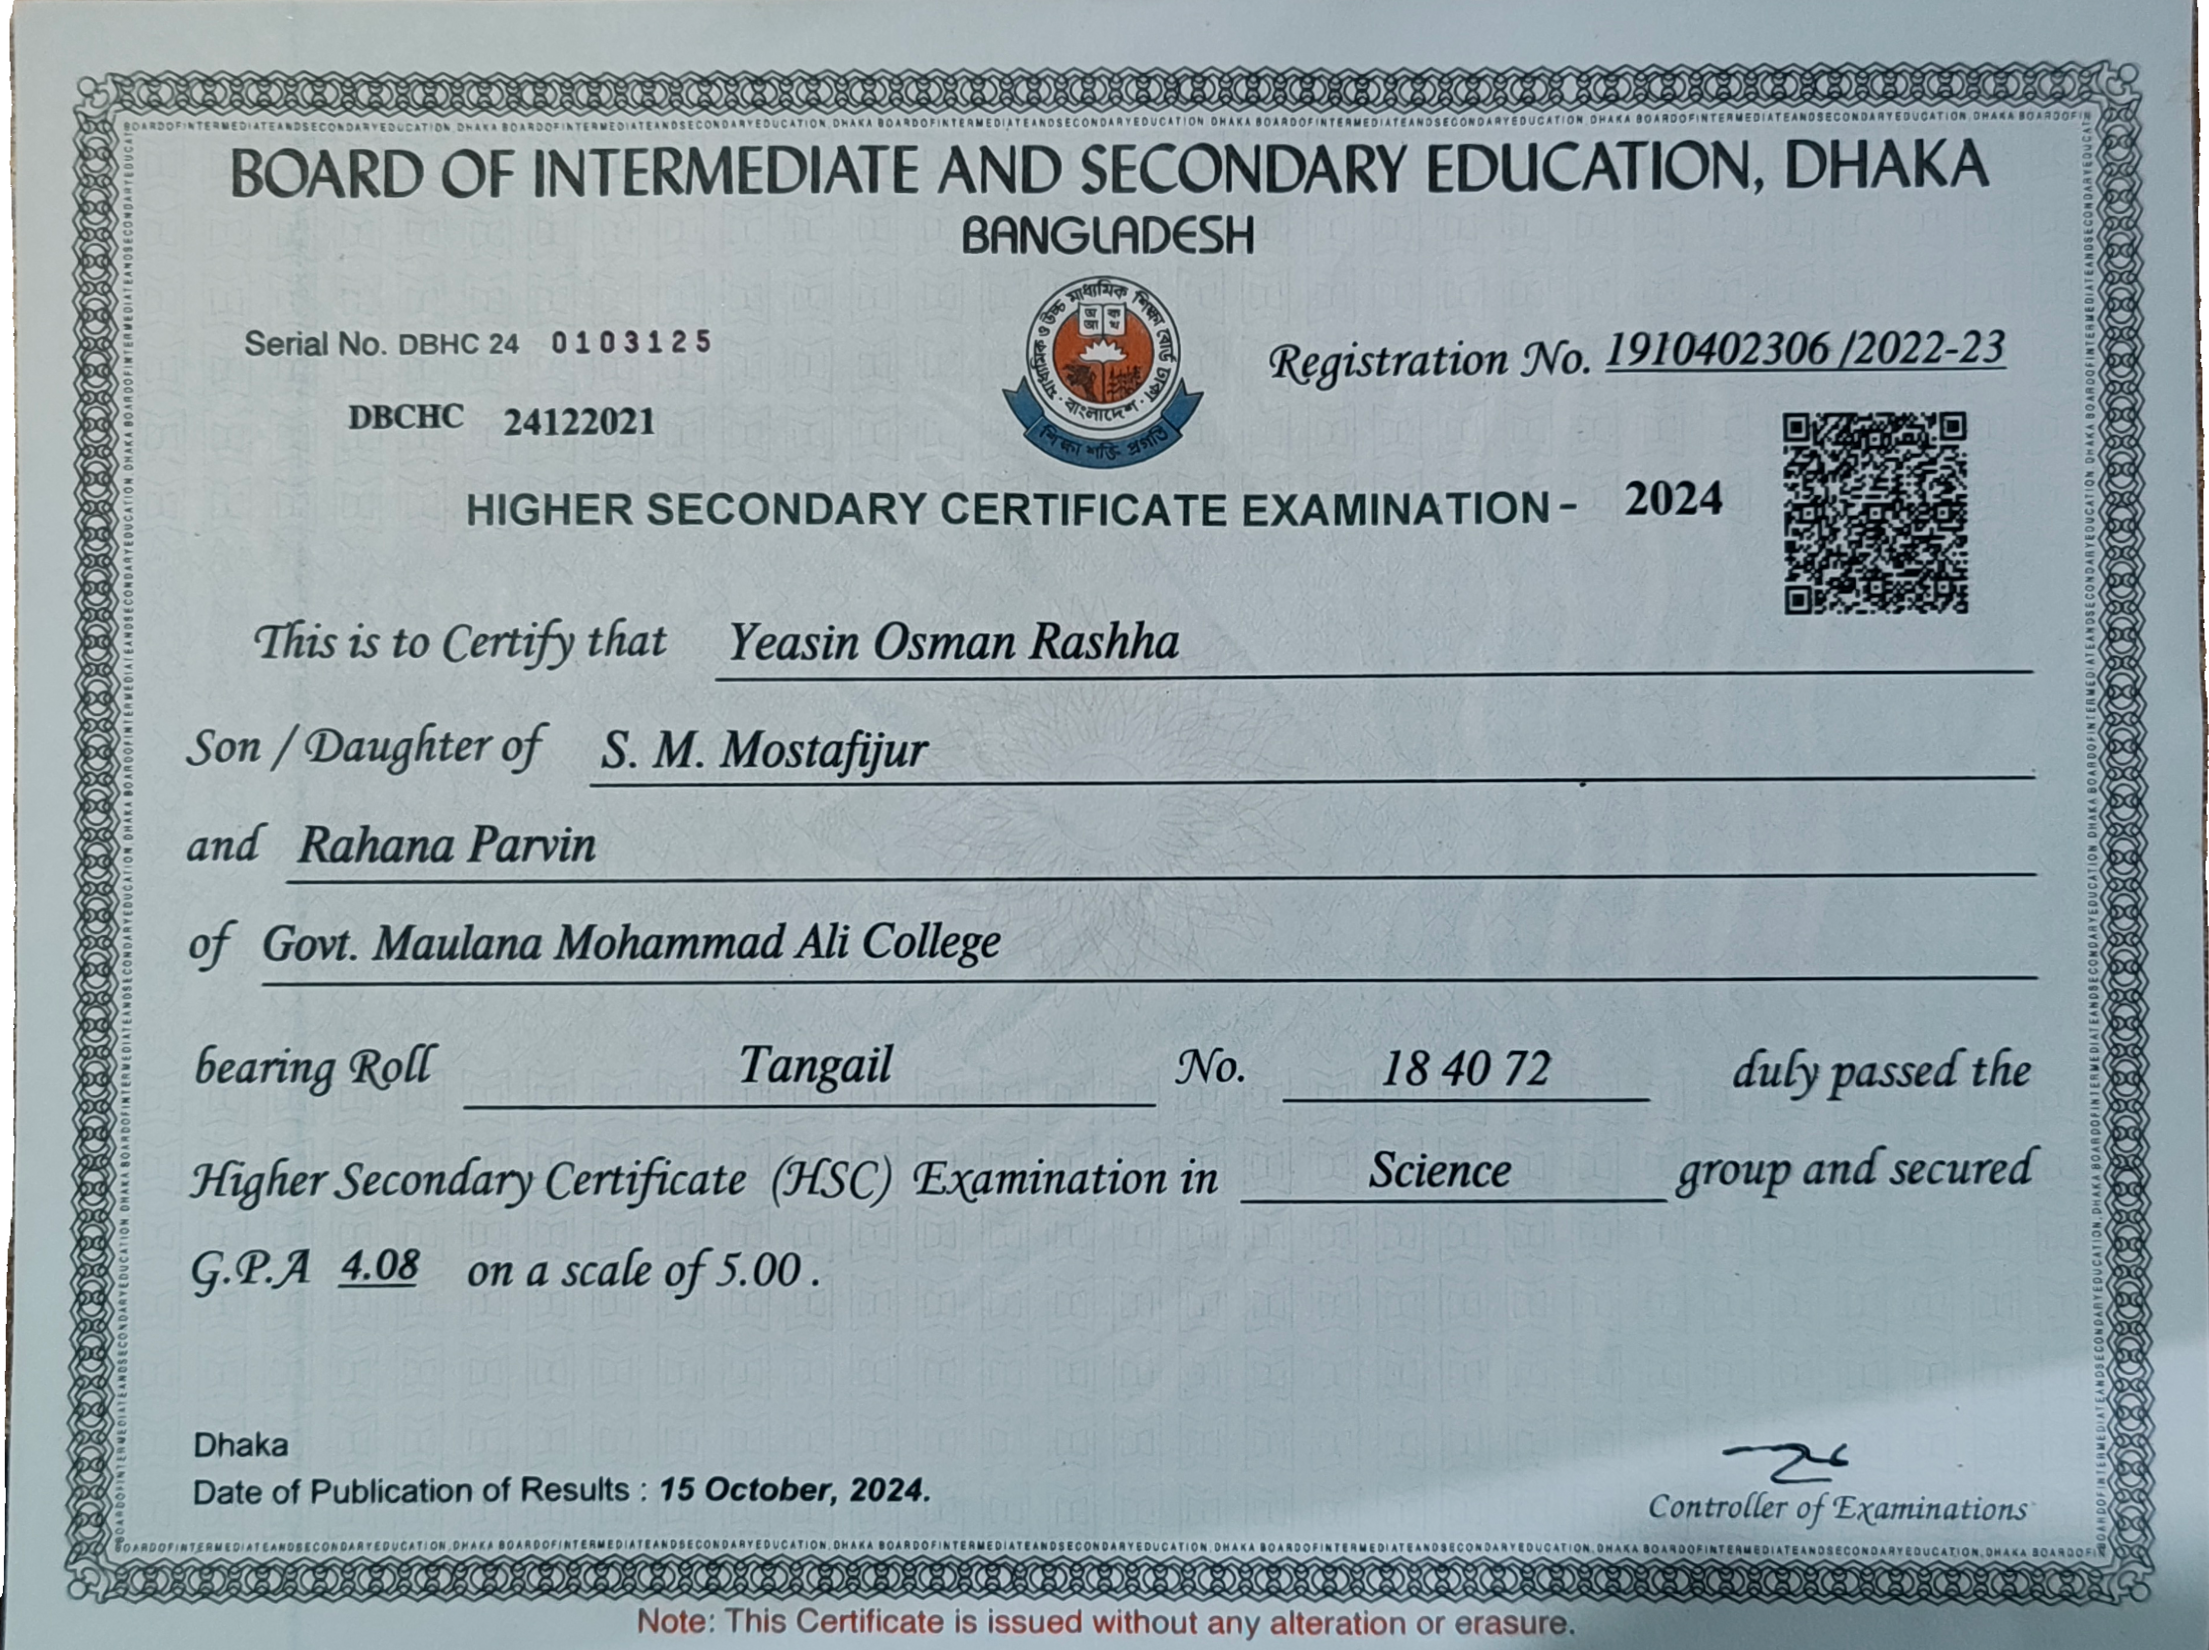 BOARD OF INTERMEDIATE AND SECONDARY EDUCATION, DHAKA
BANGLADESH
মাধ্যমিক ও উচ্চ মাধ্যমিক শিক্ষা বোর্ড ঢাকা
অ ক
আ খ
· বাংলাদেশ ·
শিক্ষা শক্তি প্রগতি
Serial No. DBHC 24 0103125
Registration No. 1910402306 /2022-23
DBCHC 24122021
HIGHER SECONDARY CERTIFICATE EXAMINATION - 2024
This is to Certify that Yeasin Osman Rashha
Son / Daughter of S. M. Mostafijur
and Rahana Parvin
of Govt. Maulana Mohammad Ali College
bearing Roll Tangail No. 18 40 72 duly passed the
Higher Secondary Certificate (HSC) Examination in Science group and secured
G.P.A 4.08 on a scale of 5.00 .
Dhaka
Date of Publication of Results : 15 October, 2024.
Controller of Examinations
Note: This Certificate is issued without any alteration or erasure.